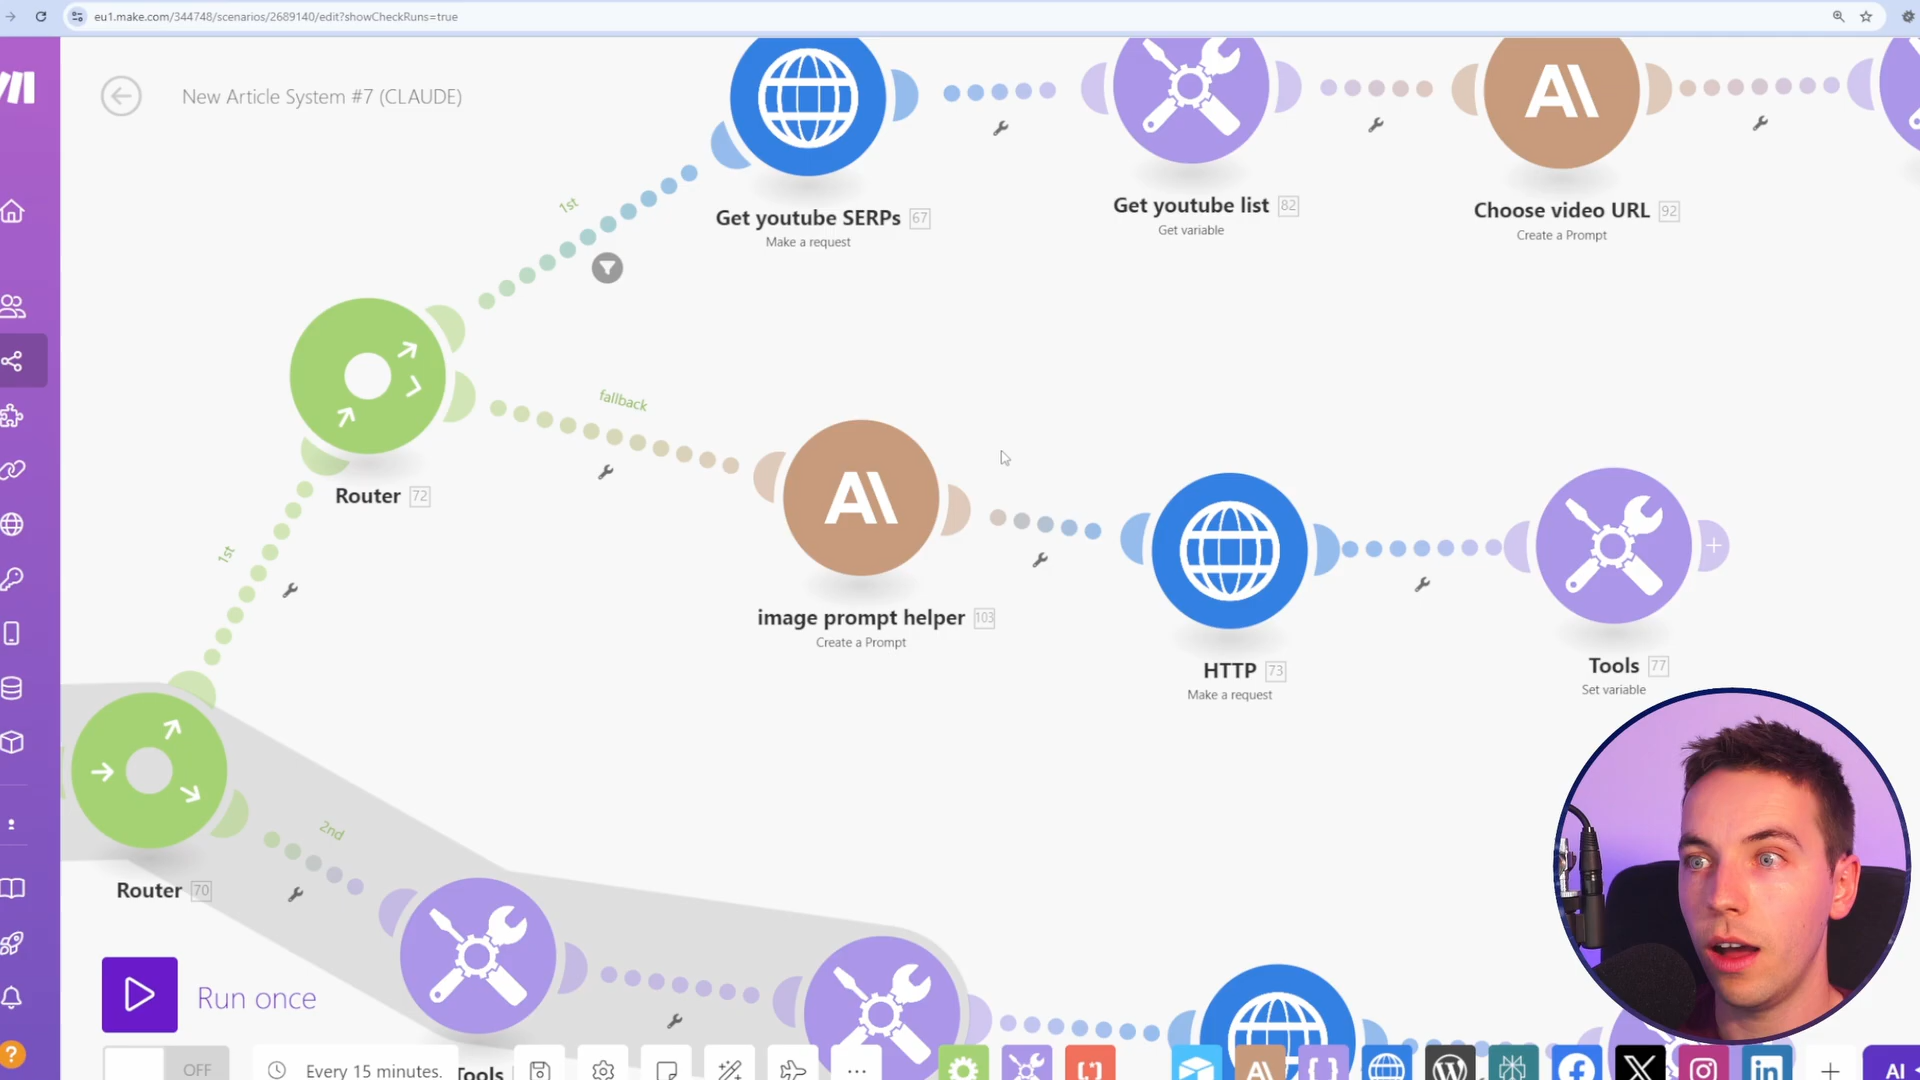 eu1.make.com/344748/scenarios/2689140/edit?showCheckRuns=true
New Article System #7 (CLAUDE)
Get youtube SERPs 67
Make a request
Get youtube list 82
Get variable
Choose video URL 92
Create a Prompt
1st
fallback
Router 72
image prompt helper 103
Create a Prompt
HTTP 73
Make a request
Tools 77
Set variable
1st
2nd
Router 70
Run once
OFF
Every 15 minutes.
Tools
AI